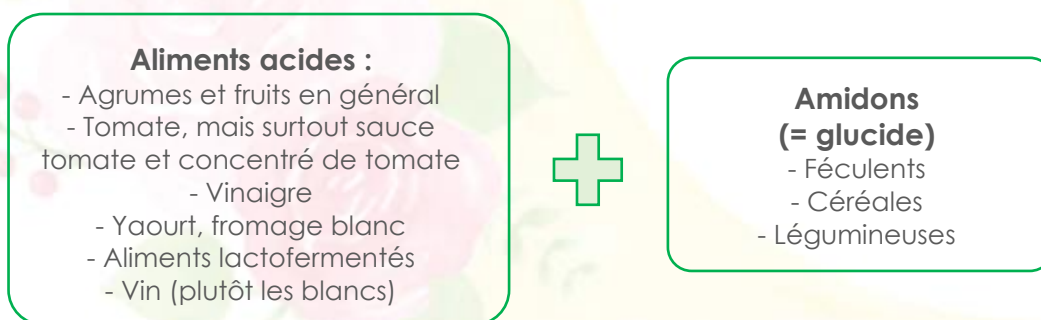 Aliments acides :
- Agrumes et fruits en général
- Tomate, mais surtout sauce
tomate et concentré de tomate
- Vinaigre
- Yaourt, fromage blanc
- Aliments lactofermentés
- Vin (plutôt les blancs)
Amidons
(= glucide)
- Féculents
- Céréales
- Légumineuses